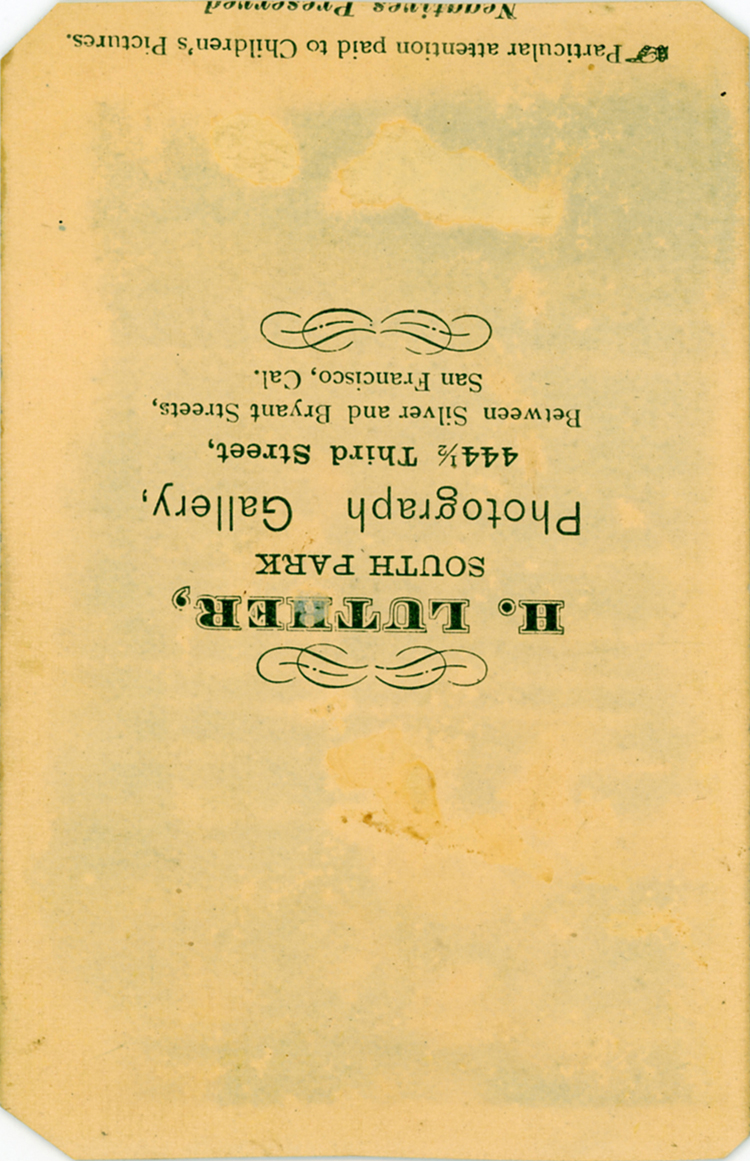 H. LUTHER,
SOUTH PARK
Photograph Gallery,
444½ Third Street,
Between Silver and Bryant Streets,
San Francisco, Cal.
☞Particular attention paid to Children's Pictures.
Negatives Preserved